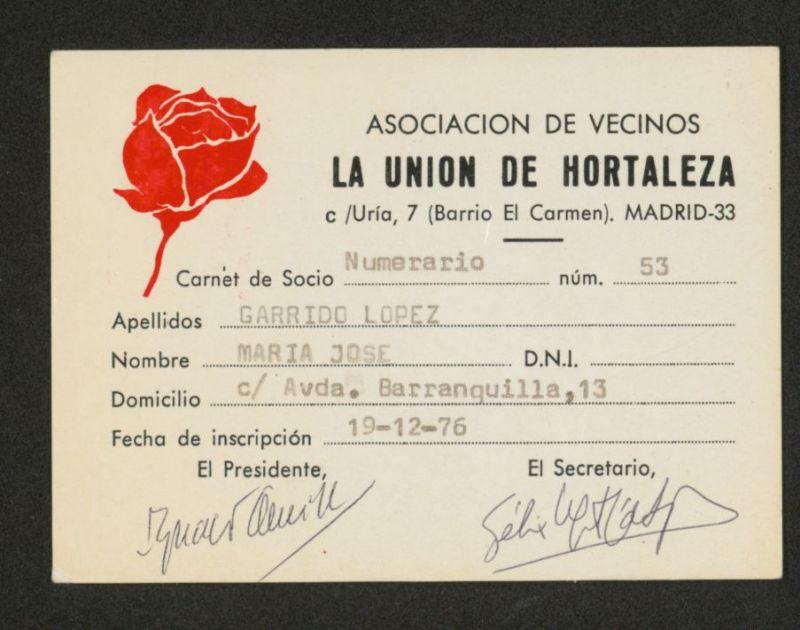 ASOCIACION DE VECINOS
LA UNION DE HORTALEZA
c /Uría, 7 (Barrio El Carmen). MADRID-33
Carnet de Socio Numerario núm. 53
Apellidos GARRIDO LOPEZ
Nombre MARIA JOSE D.N.I.
Domicilio c/ Avda. Barranquilla,13
Fecha de inscripción 19-12-76
El Presidente, El Secretario,
Félix